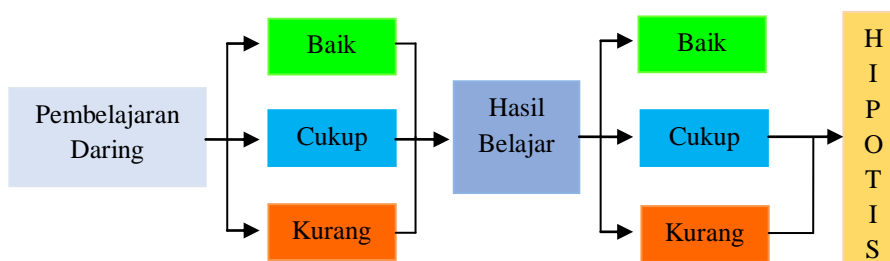 Pembelajaran
Daring
Baik
Cukup
Kurang
Hasil
Belajar
Baik
Cukup
Kurang
H
I
P
O
T
I
S